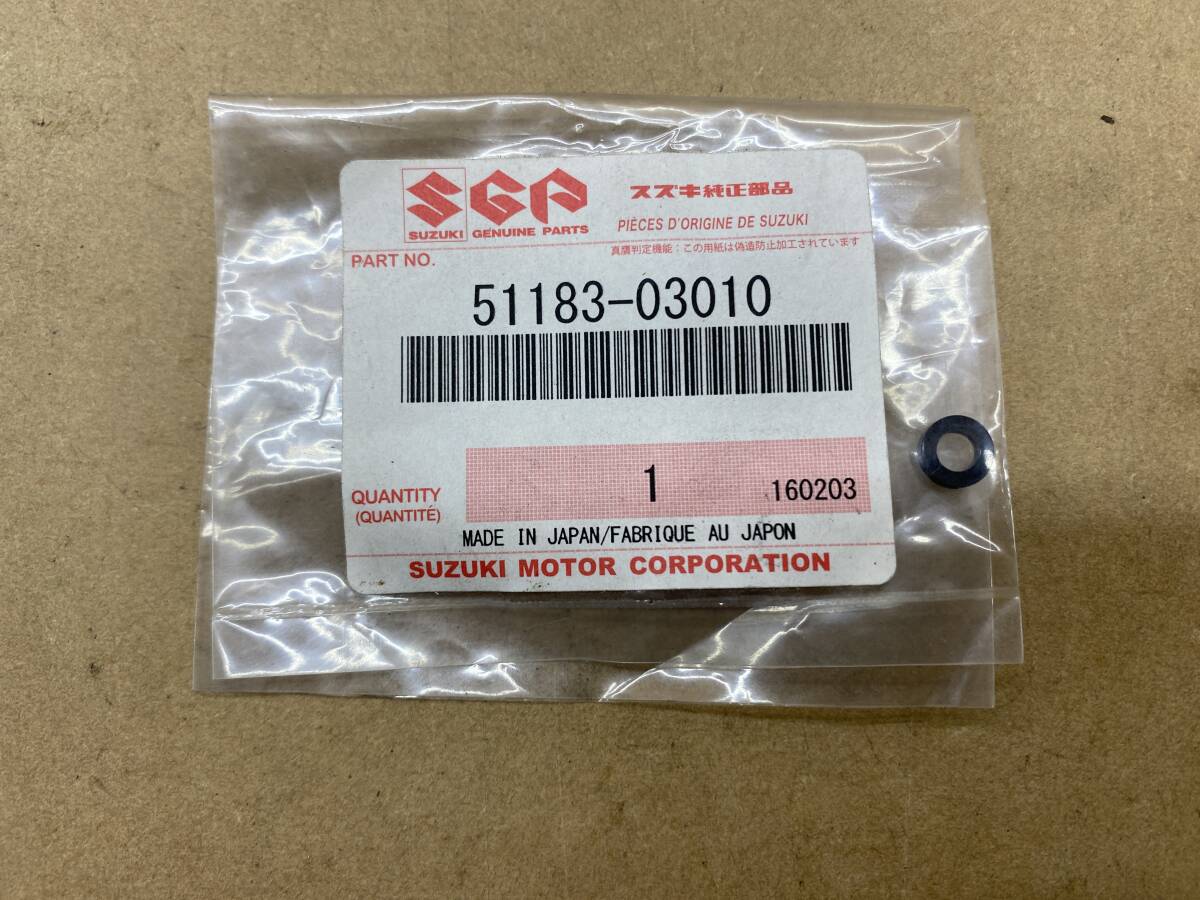 SGP
スズキ純正部品
SUZUKI GENUINE PARTS
PIÈCES D'ORIGINE DE SUZUKI
真贋判定機能：この用紙は偽造防止加工されています
PART NO.
51183-03010
1
160203
QUANTITY
(QUANTITÉ)
MADE IN JAPAN/FABRIQUE AU JAPON
SUZUKI MOTOR CORPORATION